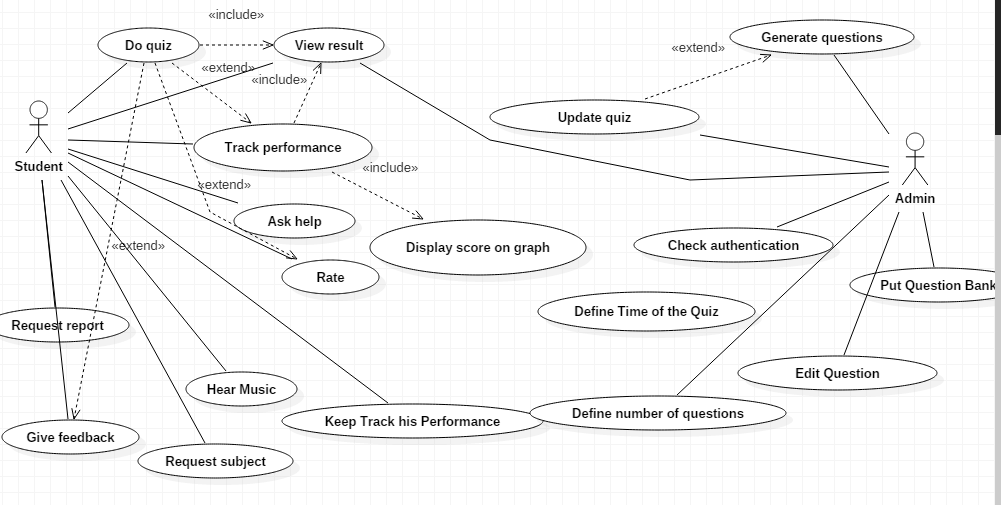 «include»
Do quiz
View result
Generate questions
«extend»
«extend»
«include»
Update quiz
Track performance
Student
«include»
«extend»
Admin
Ask help
Display score on graph
Check authentication
«extend»
Rate
Put Question Bank
Define Time of the Quiz
Request report
Edit Question
Hear Music
Keep Track his Performance
Define number of questions
Give feedback
Request subject